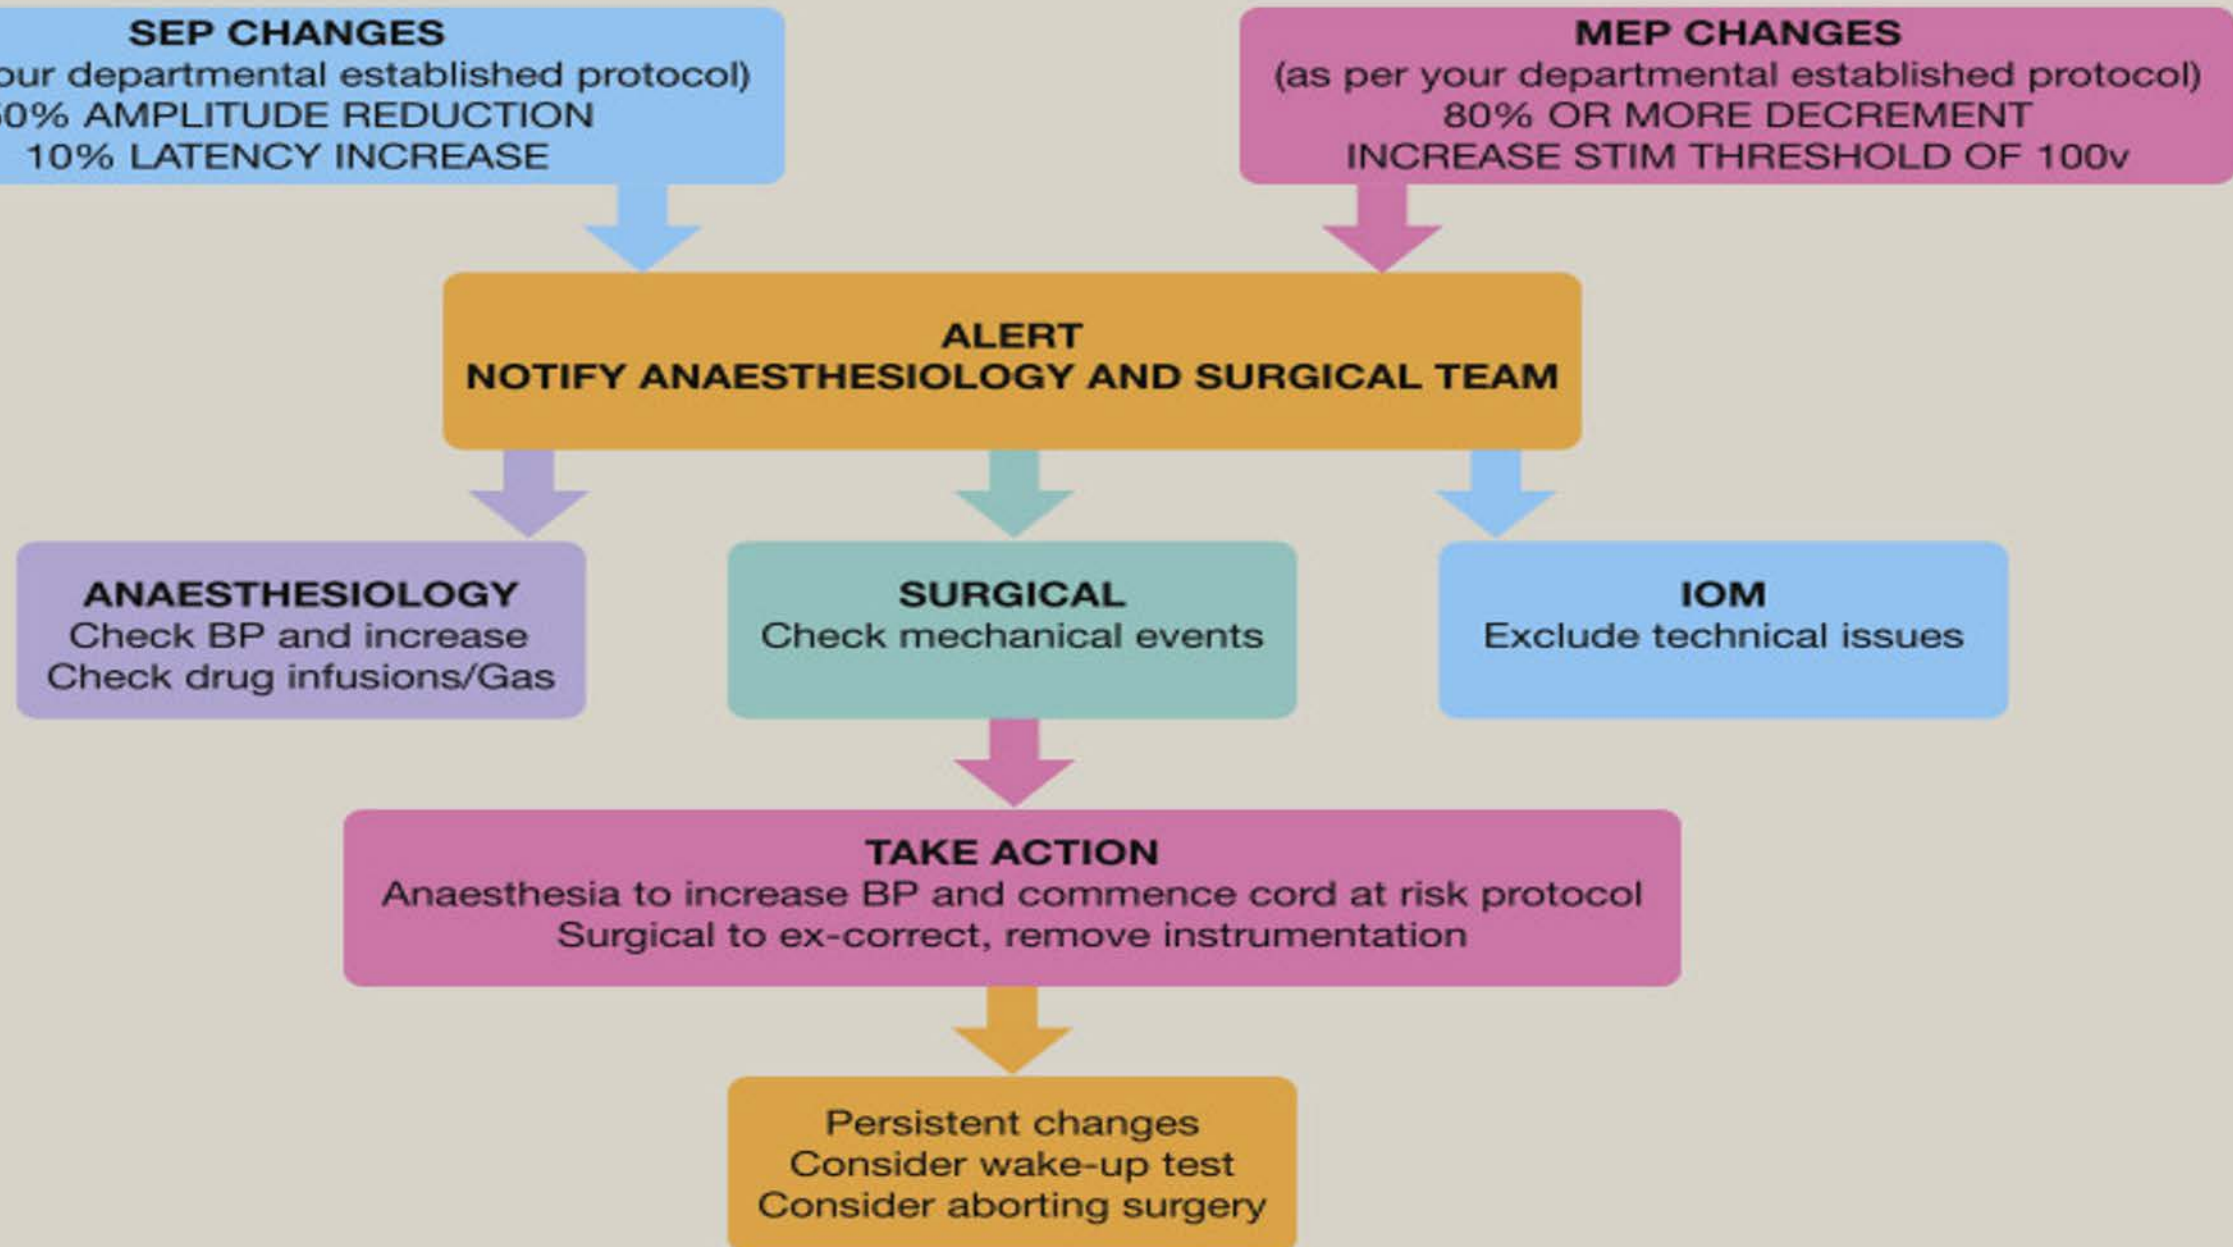 SEP CHANGES
departmental established protocol)
AMPLITUDE REDUCTION
10% LATENCY INCREASE
MEP CHANGES
(as per your departmental established protocol)
80% OR MORE DECREMENT
INCREASE STIM THRESHOLD OF 100v
ALERT
NOTIFY ANAESTHESIOLOGY AND SURGICAL TEAM
ANAESTHESIOLOGY
Check BP and increase
Check drug infusions/Gas
SURGICAL
Check mechanical events
IOM
Exclude technical issues
TAKE ACTION
Anaesthesia to increase BP and commence cord at risk protocol
Surgical to ex-correct, remove instrumentation
Persistent changes
Consider wake-up test
Consider aborting surgery